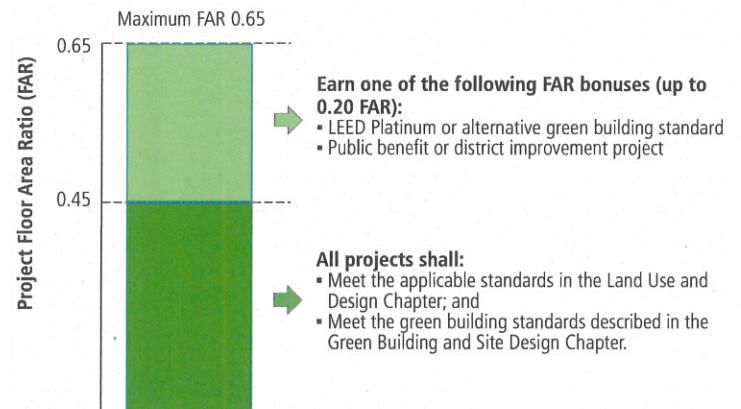 Maximum FAR 0.65
0.65
Project Floor Area Ratio (FAR)
Earn one of the following FAR bonuses (up to
0.20 FAR):
▪ LEED Platinum or alternative green building standard
▪ Public benefit or district improvement project
0.45
All projects shall:
▪ Meet the applicable standards in the Land Use and
Design Chapter; and
▪ Meet the green building standards described in the
Green Building and Site Design Chapter.